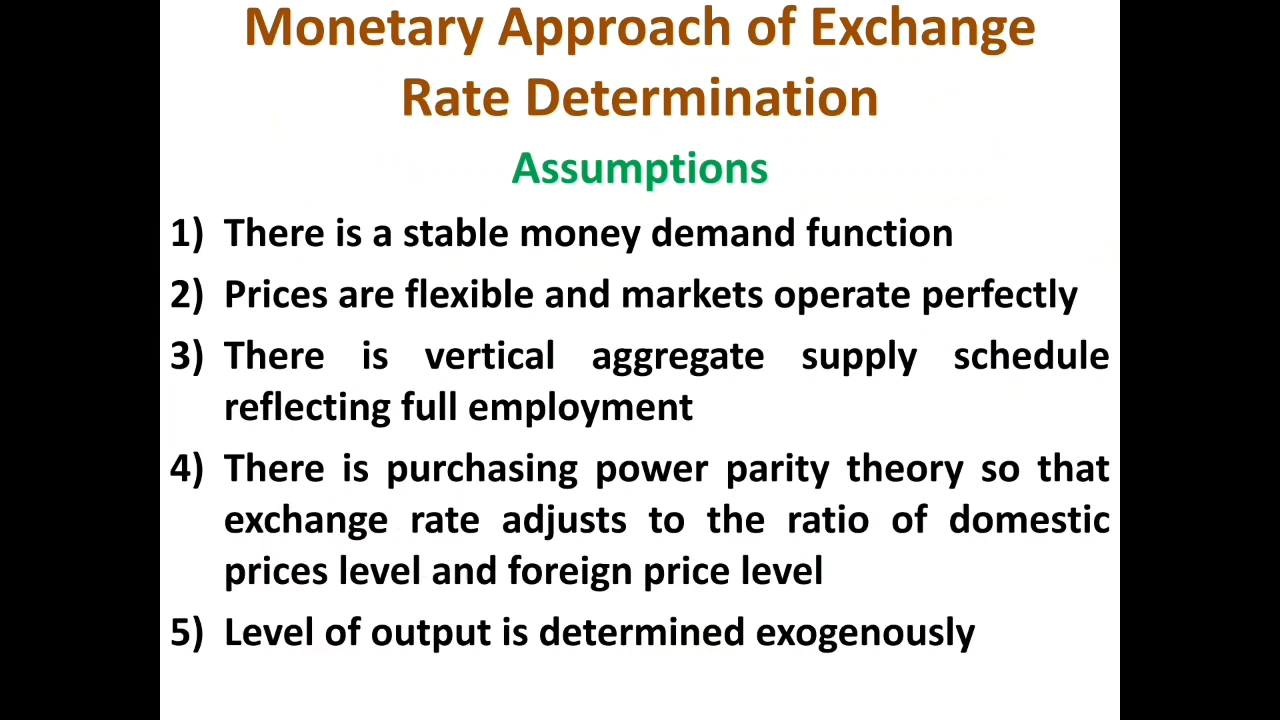 Monetary Approach of Exchange
Rate Determination
Assumptions
1) There is a stable money demand function
2) Prices are flexible and markets operate perfectly
3) There is vertical aggregate supply schedule
reflecting full employment
4) There is purchasing power parity theory so that
exchange rate adjusts to the ratio of domestic
prices level and foreign price level
5) Level of output is determined exogenously